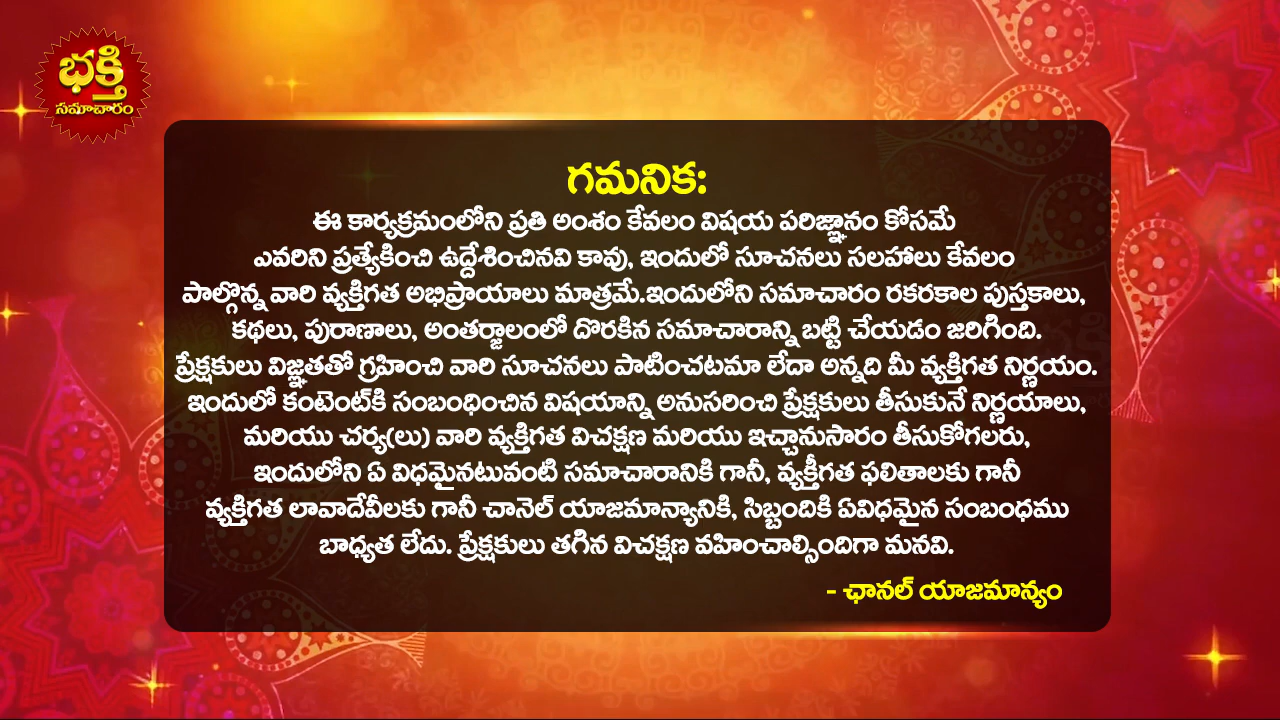 భక్తి
సమాచారం
గమనిక:
ఈ కార్యక్రమంలోని ప్రతి అంశం కేవలం విషయ పరిజ్ఞానం కోసమే
ఎవరిని ప్రత్యేకించి ఉద్దేశించినవి కావు, ఇందులో సూచనలు సలహాలు కేవలం
పాల్గొన్న వారి వ్యక్తిగత అభిప్రాయాలు మాత్రమే.ఇందులోని సమాచారం రకరకాల పుస్తకాలు,
కథలు, పురాణాలు, అంతర్జాలంలో దొరకిన సమాచారాన్ని బట్టి చేయడం జరిగింది.
ప్రేక్షకులు విజ్ఞతతో గ్రహించి వారి సూచనలు పాటించటమా లేదా అన్నది మీ వ్యక్తిగత నిర్ణయం.
ఇందులో కంటెంట్‌కి సంబంధించిన విషయాన్ని అనుసరించి ప్రేక్షకులు తీసుకునే నిర్ణయాలు,
మరియు చర్య(లు) వారి వ్యక్తిగత విచక్షణ మరియు ఇచ్చానుసారం తీసుకోగలరు,
ఇందులోని ఏ విధమైనటువంటి సమాచారానికి గానీ, వ్యక్తీగత ఫలితాలకు గానీ
వ్యక్తిగత లావాదేవీలకు గానీ చానెల్ యాజమాన్యానికి, సిబ్బందికి ఏవిధమైన సంబంధము
బాధ్యత లేదు. ప్రేక్షకులు తగిన విచక్షణ వహించాల్సిందిగా మనవి.
- ఛానల్ యాజమాన్యం